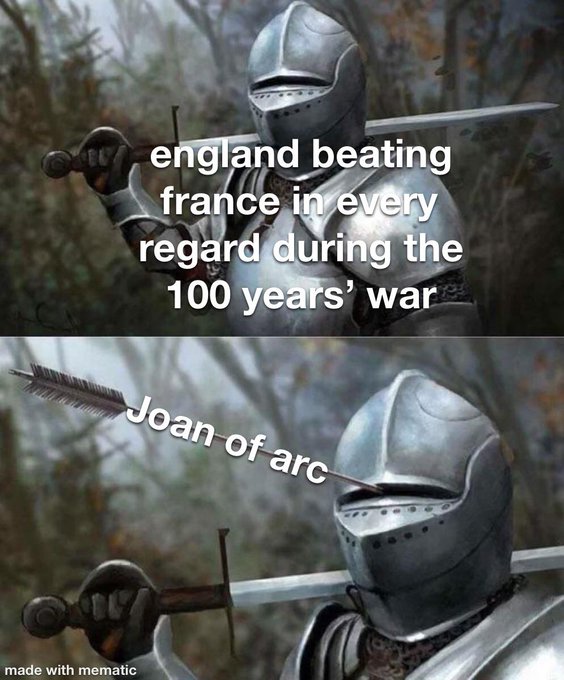 england beating
france in every
regard during the
100 years’ war
Joan of arc
made with mematic